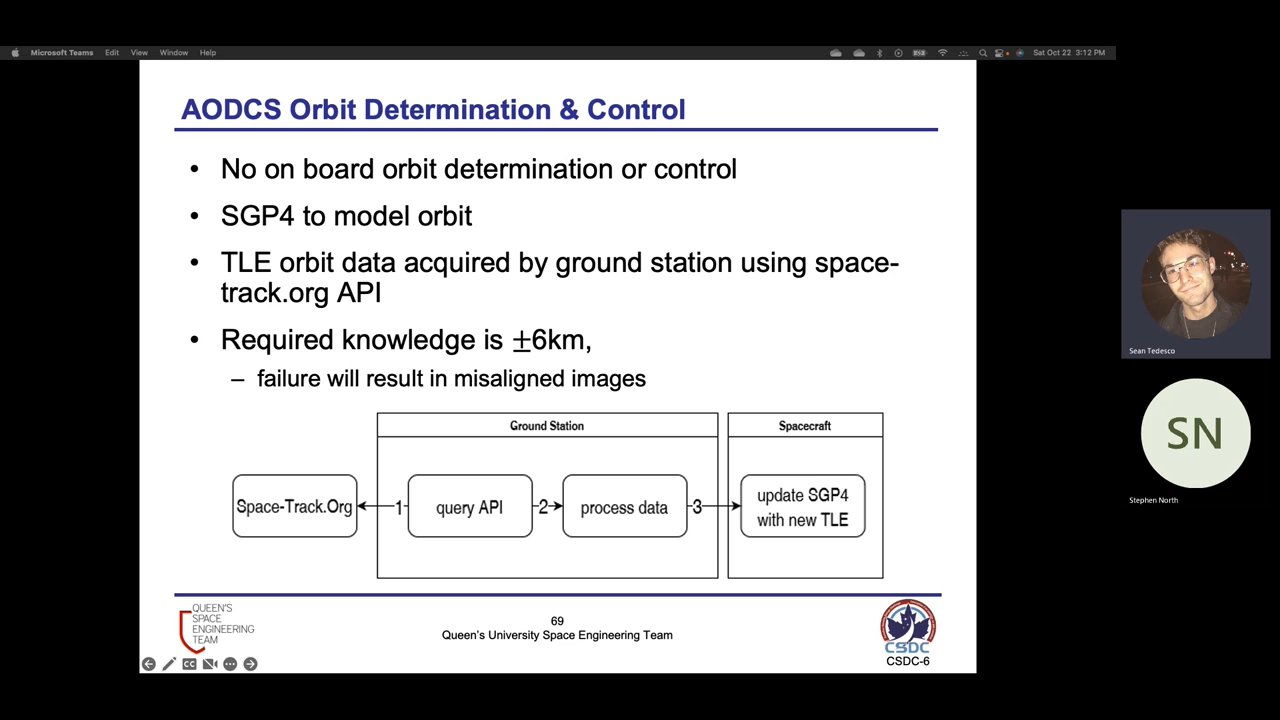 Microsoft Teams Edit View Window Help Sat Oct 22 3:12 PM
AODCS Orbit Determination & Control
• No on board orbit determination or control
• SGP4 to model orbit
• TLE orbit data acquired by ground station using space-
track.org API
• Required knowledge is ±6km,
– failure will result in misaligned images
Ground Station
Spacecraft
Space-Track.Org
1
query API
2
process data
3
update SGP4
with new TLE
QUEEN'S
SPACE
ENGINEERING
TEAM
69
Queen's University Space Engineering Team
CSDC
CSDC-6
CC
Sean Tedesco
SN
Stephen North